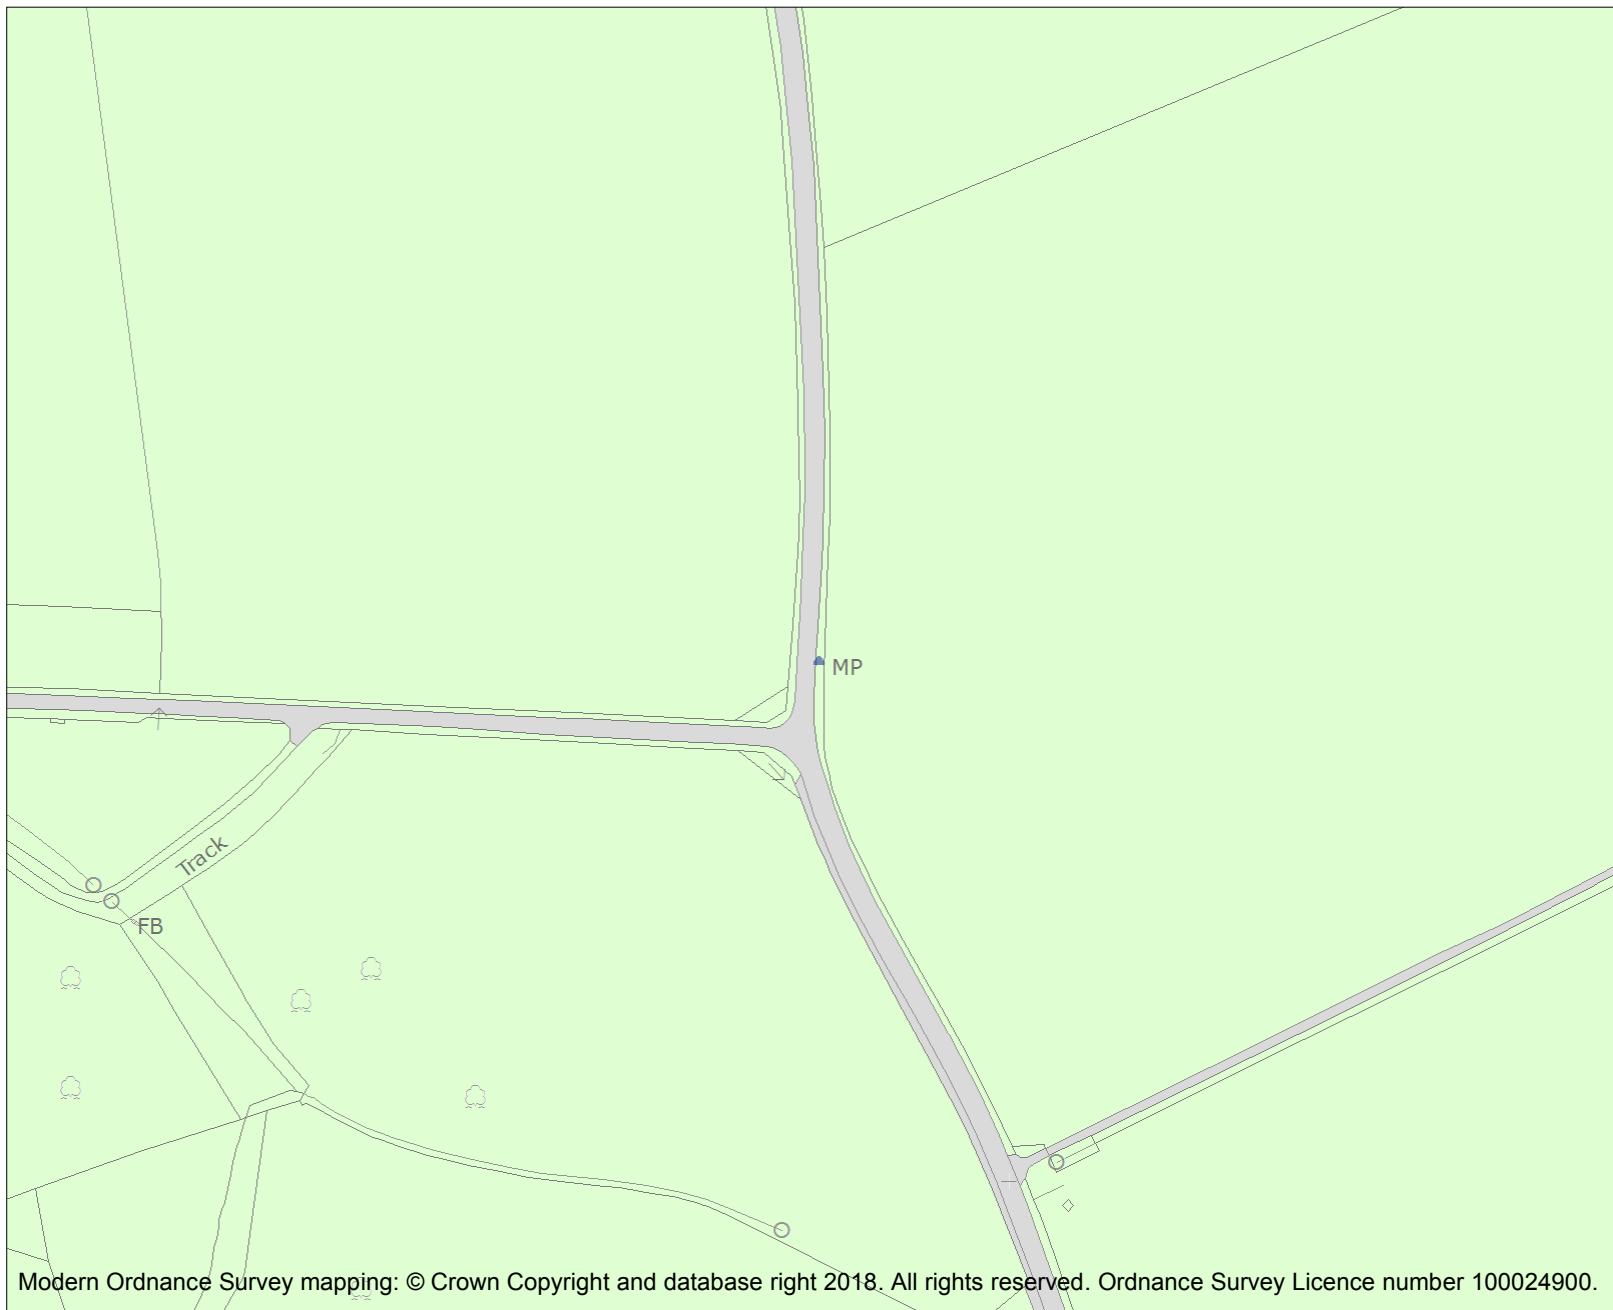 MP
Track
FB
Modern Ordnance Survey mapping: © Crown Copyright and database right 2018. All rights reserved. Ordnance Survey Licence number 100024900.